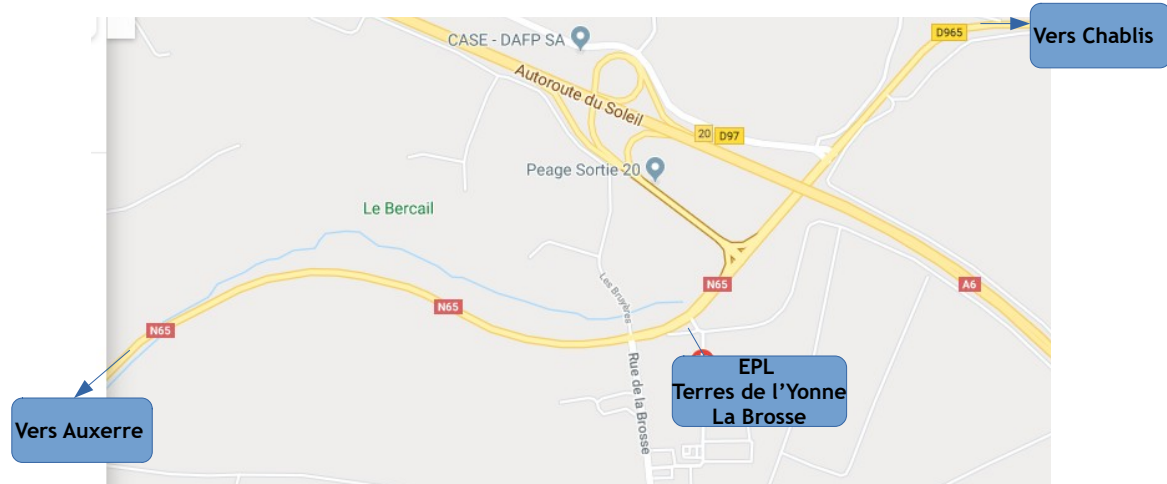 Vers Chablis
D965
CASE - DAFP SA
Autoroute du Soleil
20
D97
Peage Sortie 20
Le Bercail
Les Bruyères
N65
A6
N65
N65
EPL
Terres de l'Yonne
La Brosse
Rue de la Brosse
Vers Auxerre